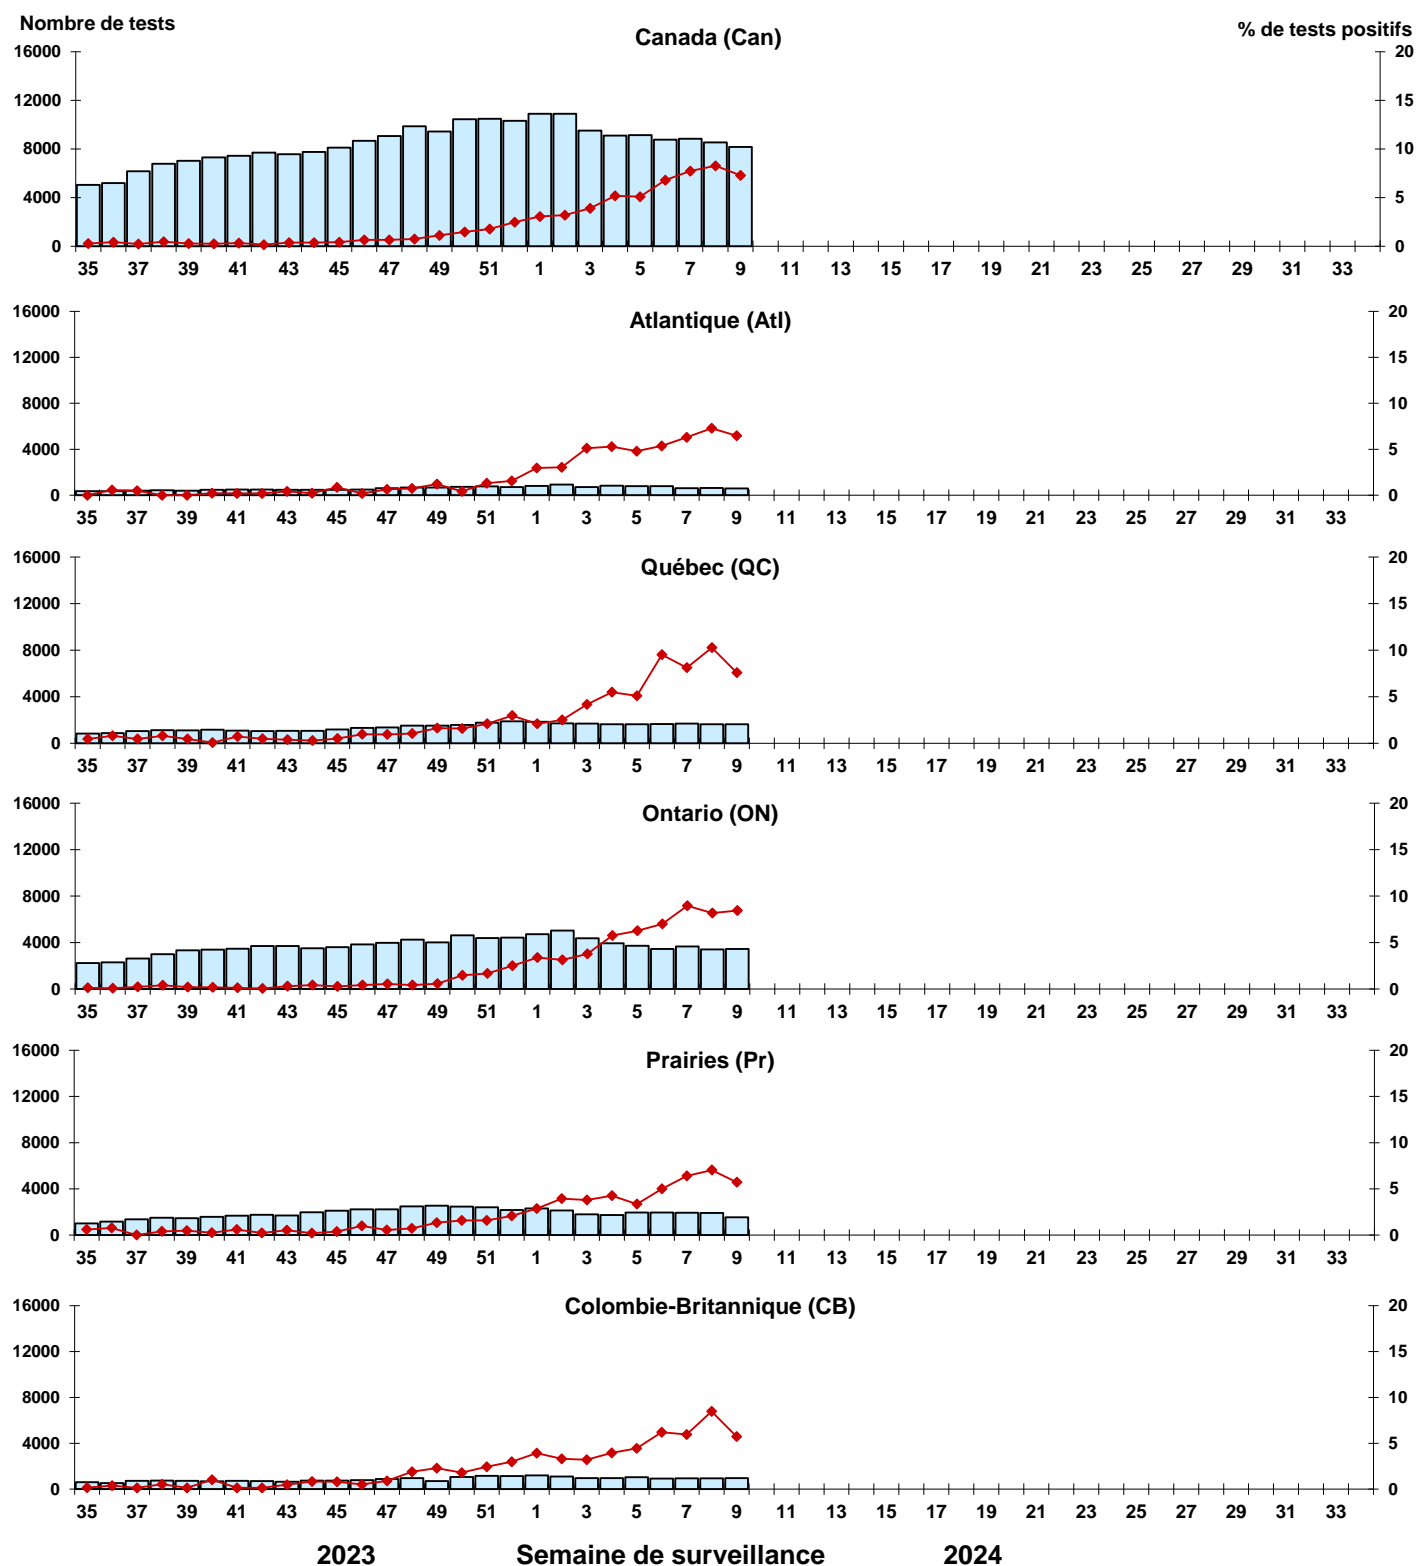 Nombre de tests
% de tests positifs
Canada (Can)
16000 20
12000 15
8000 10
4000 5
0 0
35 37 39 41 43 45 47 49 51 1 3 5 7 9 11 13 15 17 19 21 23 25 27 29 31 33
Atlantique (Atl)
16000 20
12000 15
8000 10
4000 5
0 0
35 37 39 41 43 45 47 49 51 1 3 5 7 9 11 13 15 17 19 21 23 25 27 29 31 33
Québec (QC)
16000 20
12000 15
8000 10
4000 5
0 0
35 37 39 41 43 45 47 49 51 1 3 5 7 9 11 13 15 17 19 21 23 25 27 29 31 33
Ontario (ON)
16000 20
12000 15
8000 10
4000 5
0 0
35 37 39 41 43 45 47 49 51 1 3 5 7 9 11 13 15 17 19 21 23 25 27 29 31 33
Prairies (Pr)
16000 20
12000 15
8000 10
4000 5
0 0
35 37 39 41 43 45 47 49 51 1 3 5 7 9 11 13 15 17 19 21 23 25 27 29 31 33
Colombie-Britannique (CB)
16000 20
12000 15
8000 10
4000 5
0 0
35 37 39 41 43 45 47 49 51 1 3 5 7 9 11 13 15 17 19 21 23 25 27 29 31 33
2023 Semaine de surveillance 2024